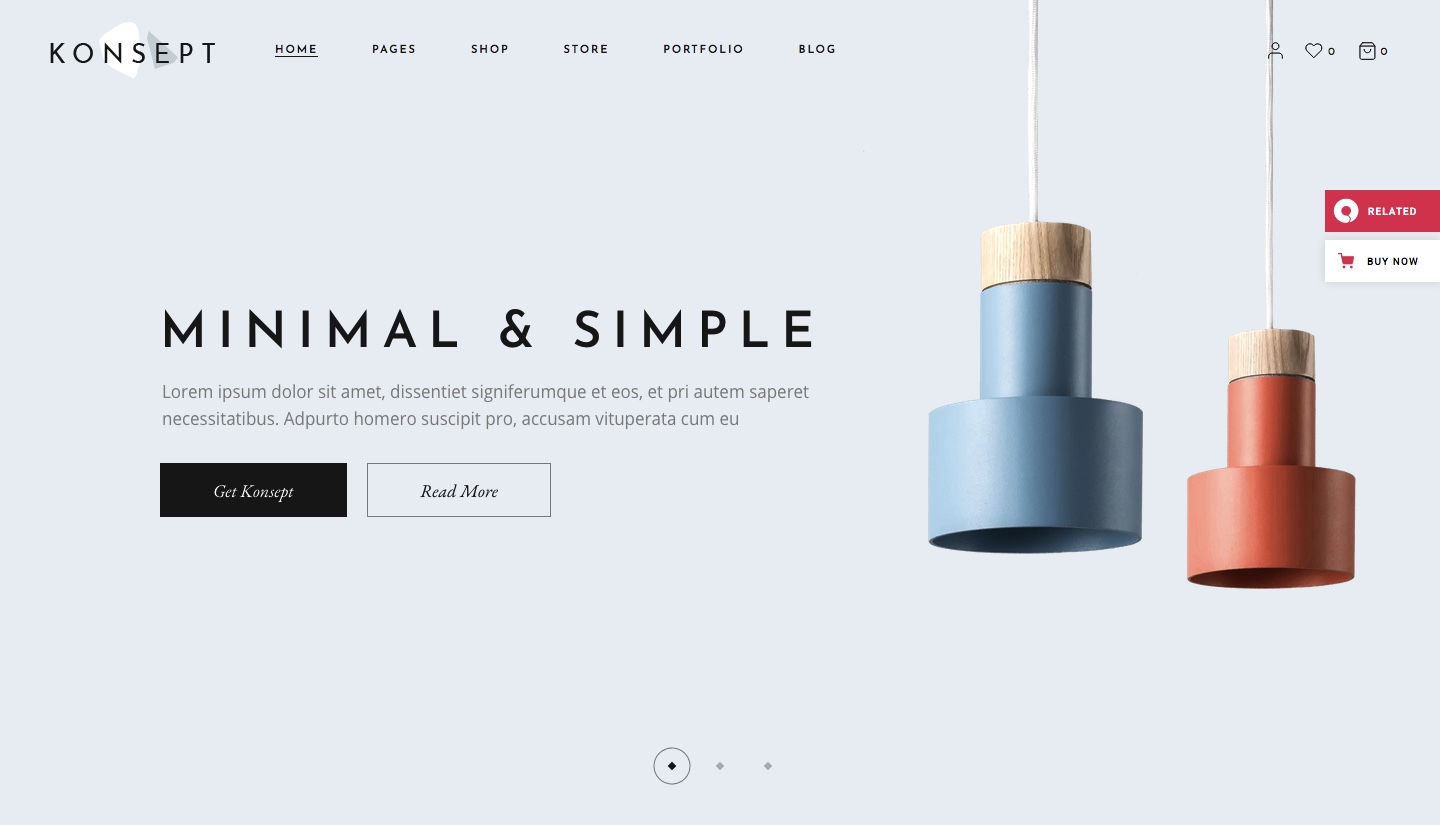 KONSEPT
HOME PAGES SHOP STORE PORTFOLIO BLOG
0 0
RELATED
BUY NOW
MINIMAL & SIMPLE
Lorem ipsum dolor sit amet, dissentiet signiferumque et eos, et pri autem saperet
necessitatibus. Adpurto homero suscipit pro, accusam vituperata cum eu
Get Konsept Read More